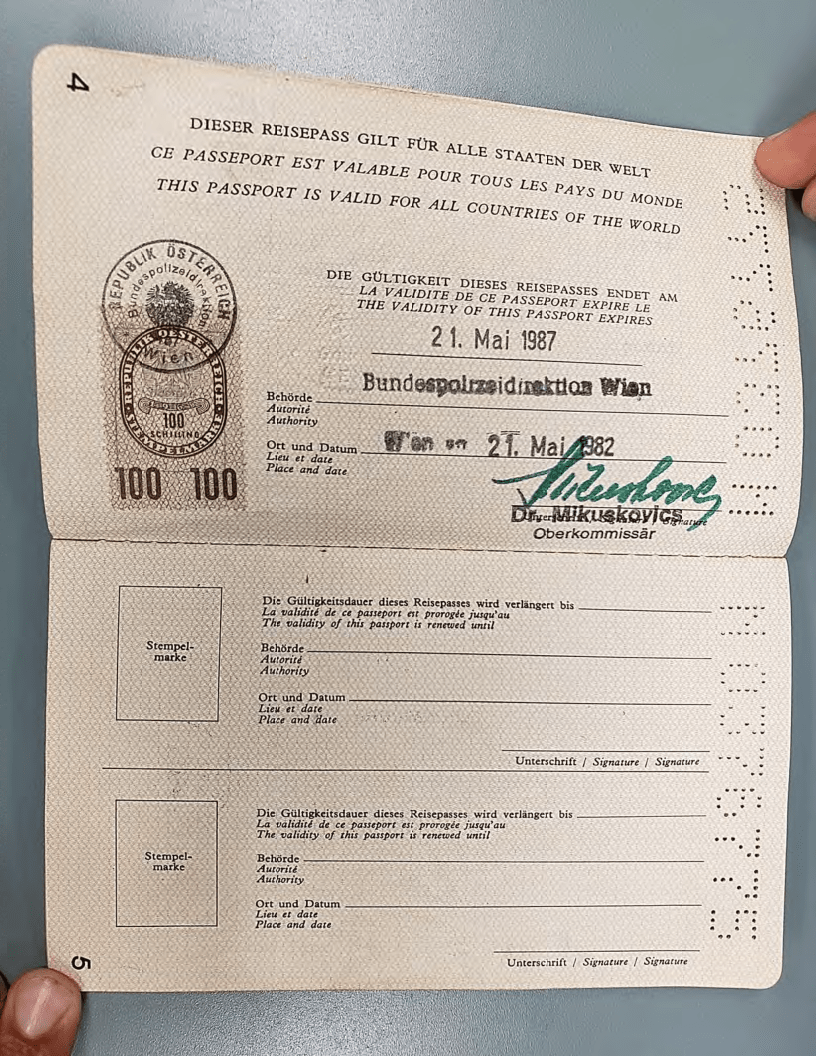 4
DIESER REISEPASS GILT FÜR ALLE STAATEN DER WELT
CE PASSEPORT EST VALABLE POUR TOUS LES PAYS DU MONDE
THIS PASSPORT IS VALID FOR ALL COUNTRIES OF THE WORLD
REPUBLIK ÖSTERREICH
Bundespolizeidirektion
Wien
REPUBLIK OESTERREICH
100
SCHILLING
100 100
DIE GÜLTIGKEIT DIESES REISEPASSES ENDET AM
LA VALIDITE DE CE PASSEPORT EXPIRE LE
THE VALIDITY OF THIS PASSPORT EXPIRES
21. Mai 1987
Bundespolizeidirektion Wien
Behörde
Autorité
Authority
Ort und Datum Wien am 21. Mai 1982
Lieu et date
Place and date
Signature
Dr. Mikuskovics
Oberkommissär
Stempel-
marke
Die Gültigkeitsdauer dieses Reisepasses wird verlängert bis
La validité de ce passeport est prorogée jusqu'au
The validity of this passport is renewed until
Behörde
Autorité
Authority
Ort und Datum
Lieu et date
Place and date
Unterschrift / Signature / Signature
Stempel-
marke
Die Gültigkeitsdauer dieses Reisepasses wird verlängert bis
La validité de ce passeport est prorogée jusqu'au
The validity of this passport is renewed until
Behörde
Autorité
Authority
Ort und Datum
Lieu et date
Place and date
Unterschrift / Signature / Signature
5